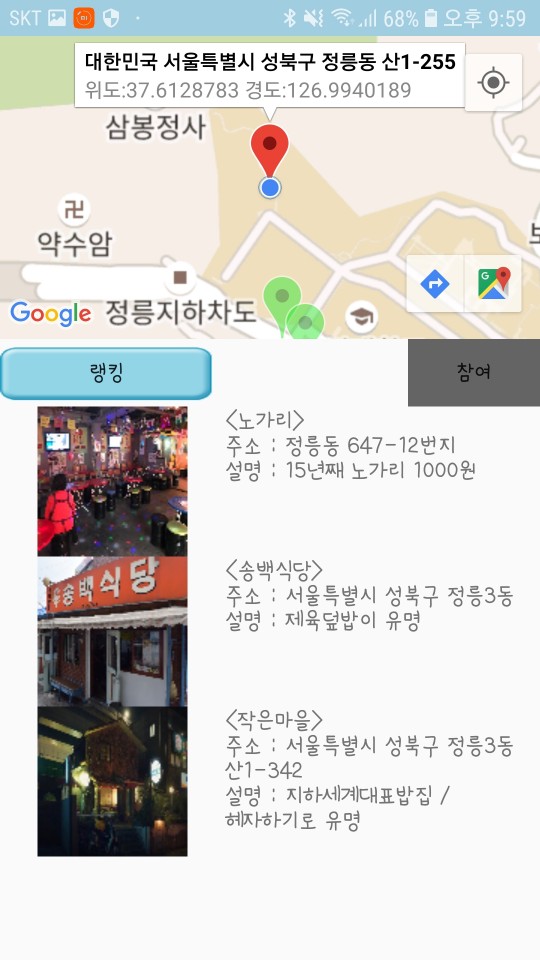 SKT 68% 오후 9:59
대한민국 서울특별시 성북구 정릉동 산1-255
위도:37.6128783 경도:126.9940189
삼봉정사
약수암
Google 정릉지하차도
랭킹
참여
<노가리>
주소 : 정릉동 647-12번지
설명 : 15년째 노가리 1000원
송백식당
<송백식당>
주소 : 서울특별시 성북구 정릉3동
설명 : 제육덮밥이 유명
<작은마을>
주소 : 서울특별시 성북구 정릉3동
산1-342
설명 : 지하세계대표밥집 /
혜자하기로 유명